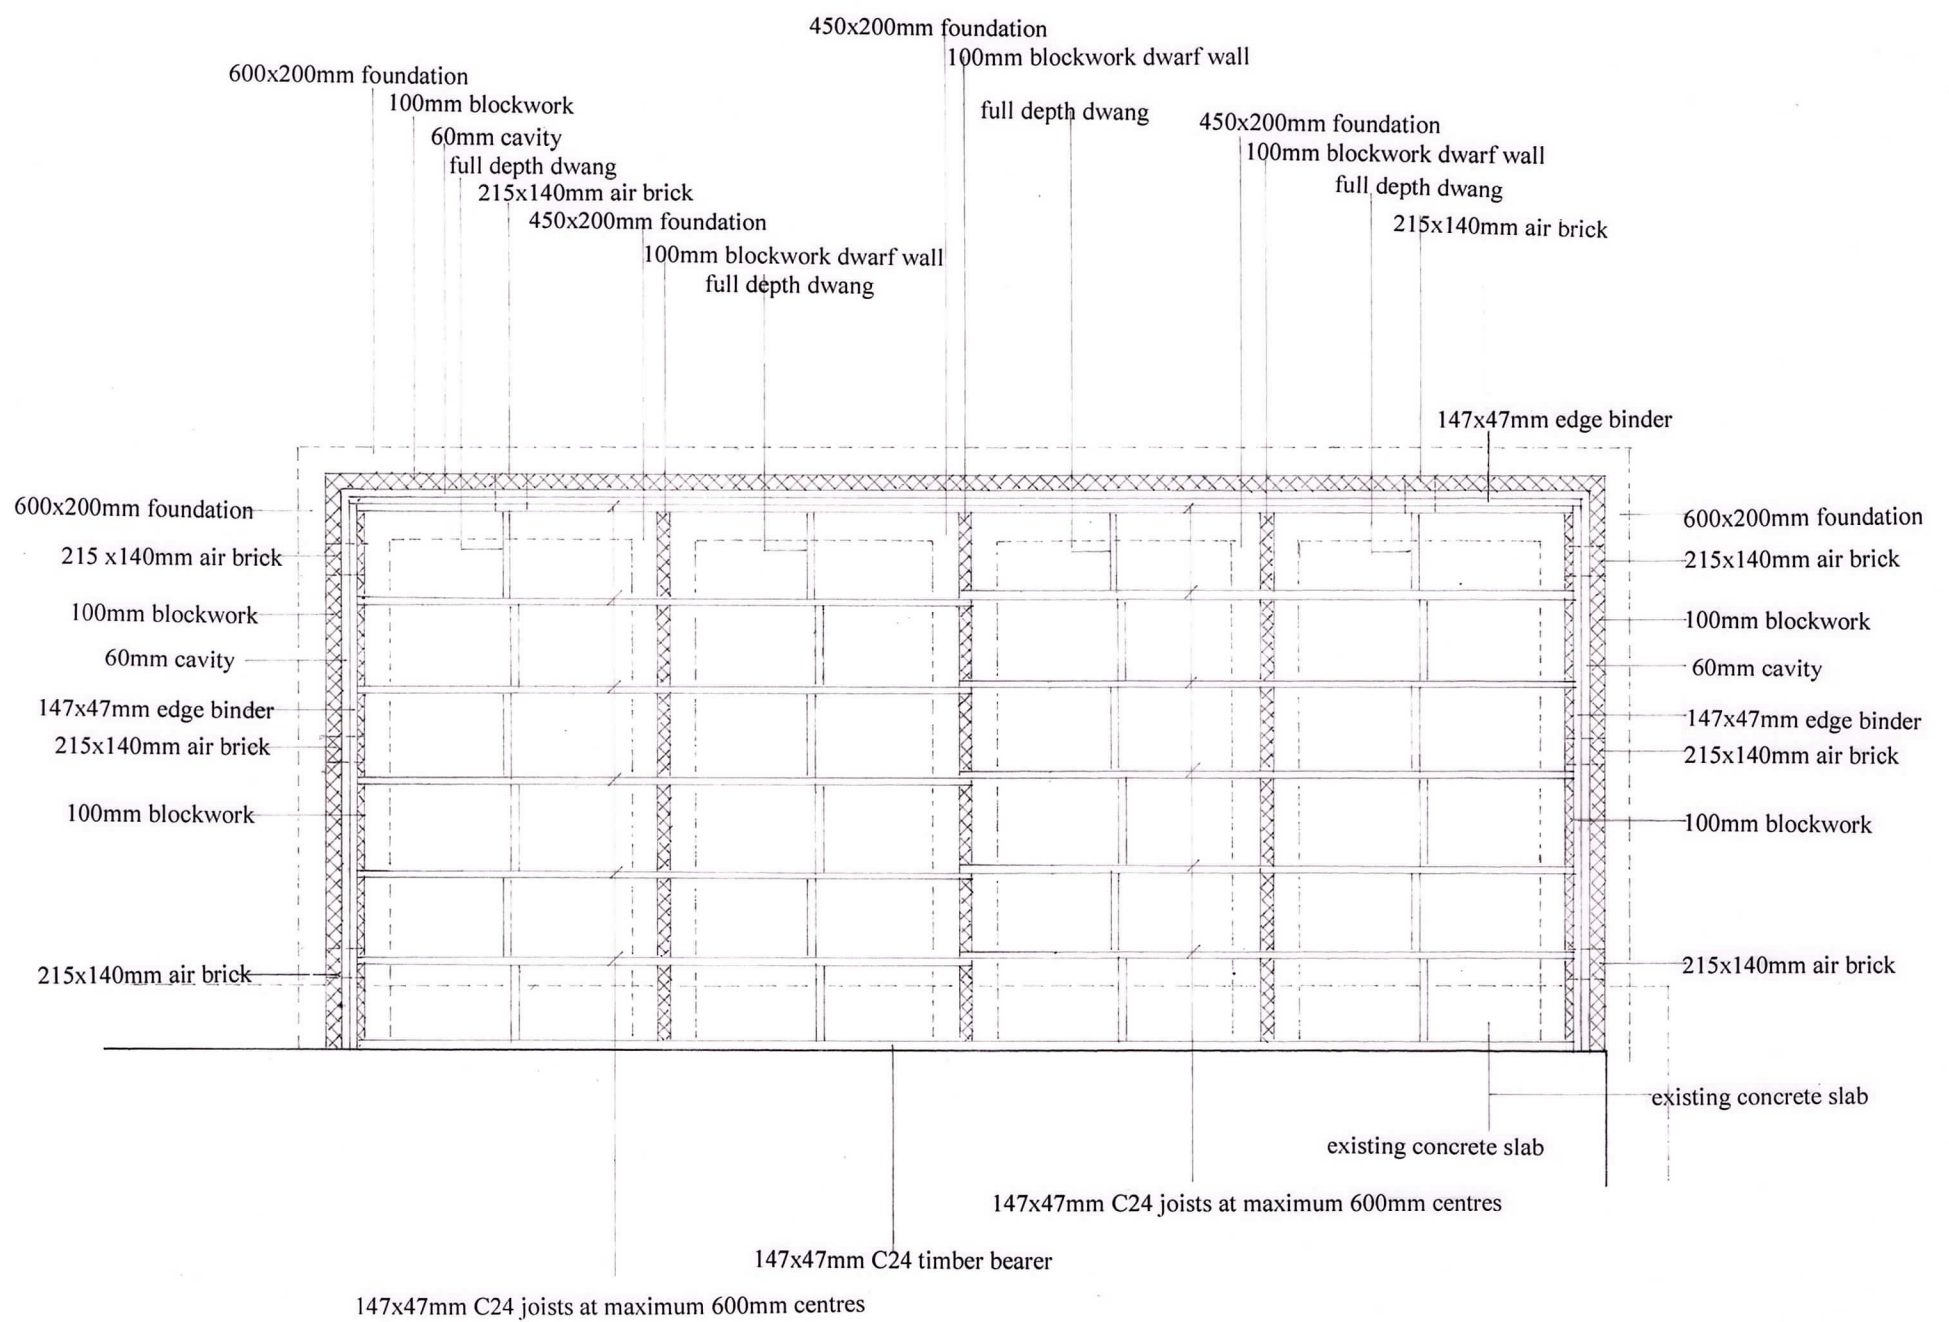 450x200mm foundation
100mm blockwork dwarf wall
600x200mm foundation
100mm blockwork
full depth dwang
450x200mm foundation
60mm cavity
100mm blockwork dwarf wall
full depth dwang
full depth dwang
215x140mm air brick
450x200mm foundation
215x140mm air brick
100mm blockwork dwarf wall
full depth dwang
147x47mm edge binder
600x200mm foundation
600x200mm foundation
215 x140mm air brick
215x140mm air brick
100mm blockwork
100mm blockwork
60mm cavity
60mm cavity
147x47mm edge binder
147x47mm edge binder
215x140mm air brick
215x140mm air brick
100mm blockwork
100mm blockwork
215x140mm air brick
215x140mm air brick
existing concrete slab
existing concrete slab
147x47mm C24 joists at maximum 600mm centres
147x47mm C24 timber bearer
147x47mm C24 joists at maximum 600mm centres